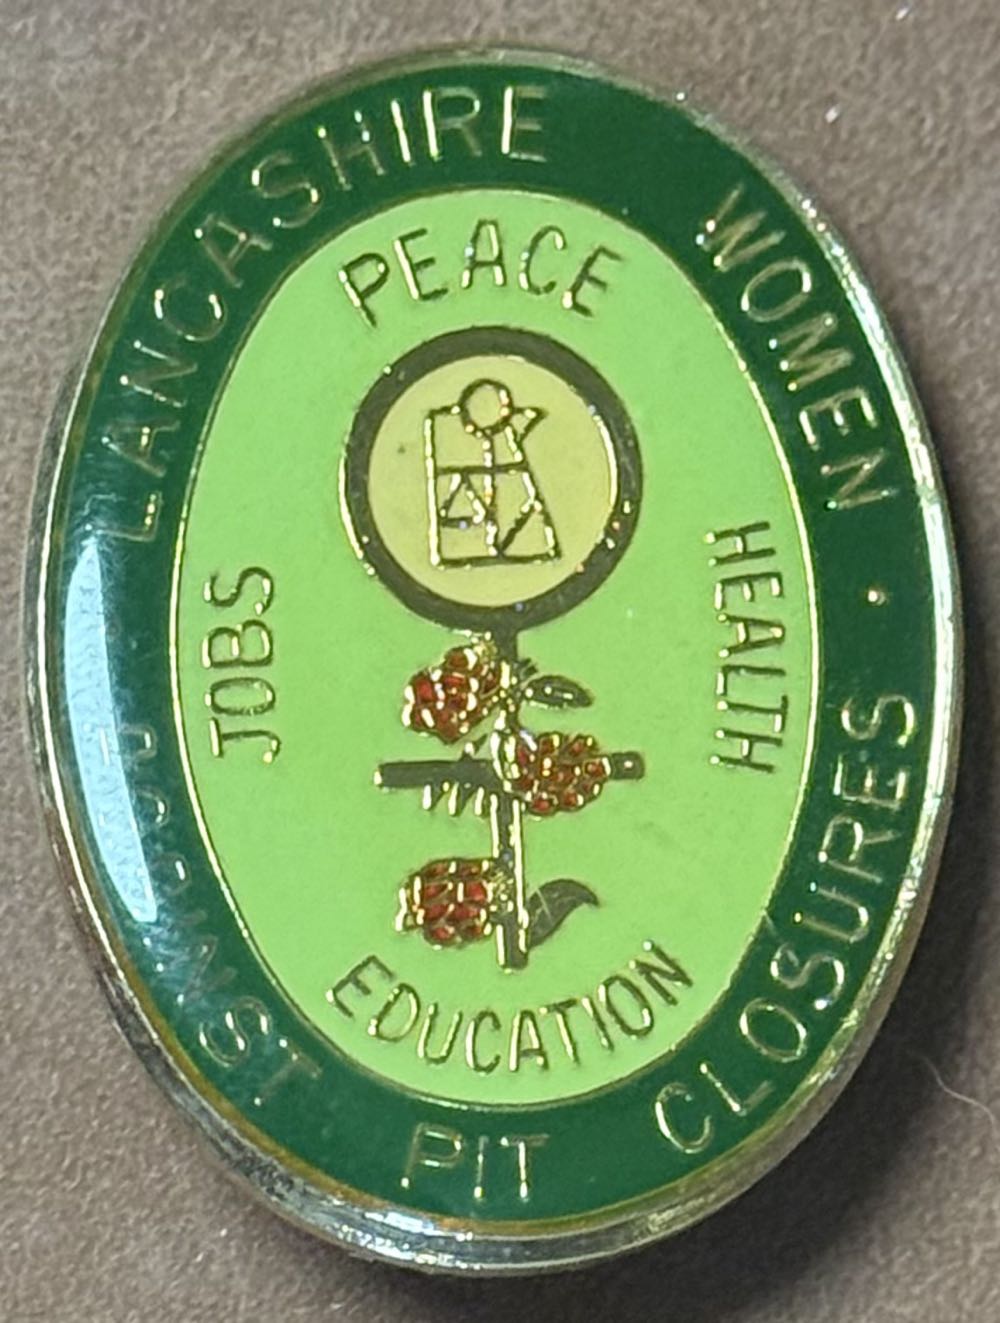 LANCASHIRE WOMEN
AGAINST PIT CLOSURES
PEACE
JOBS
HEALTH
EDUCATION